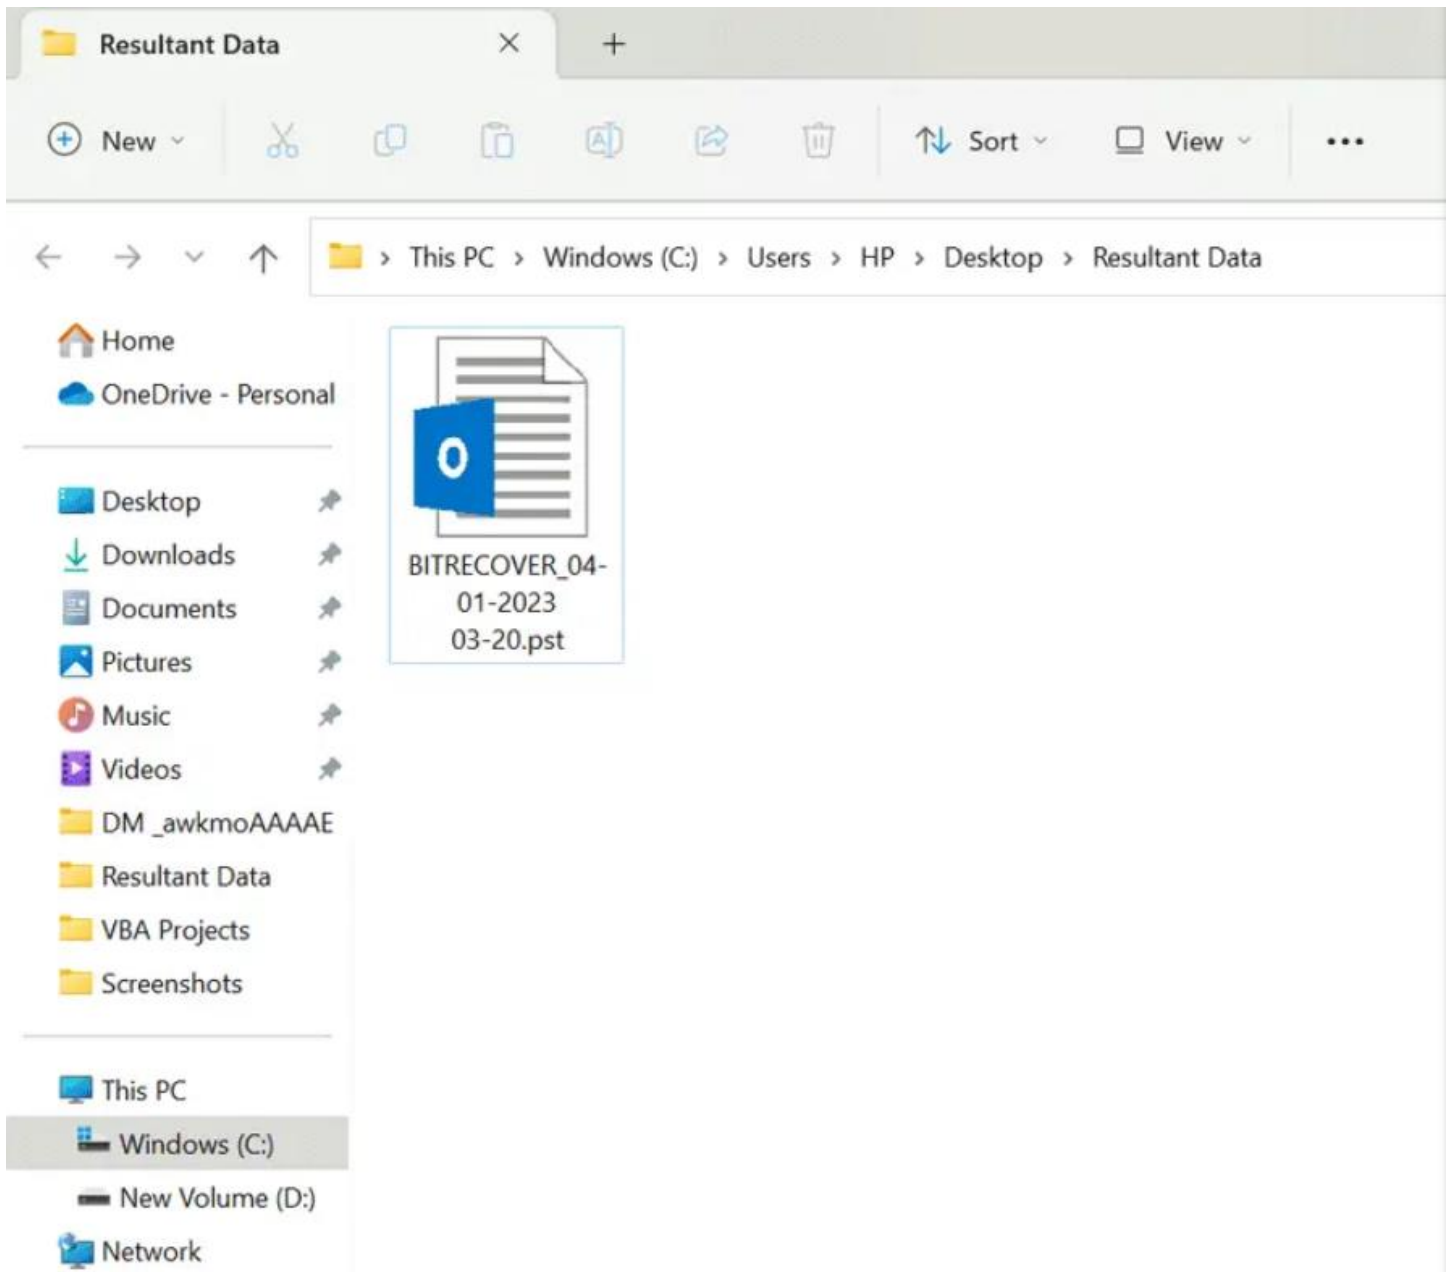 Resultant Data
New
Sort
View
This PC > Windows (C:) > Users > HP > Desktop > Resultant Data
Home
OneDrive - Personal
Desktop
Downloads
Documents
Pictures
Music
Videos
DM _awkmoAAAAE
Resultant Data
VBA Projects
Screenshots
This PC
Windows (C:)
New Volume (D:)
Network
BITRECOVER_04-
01-2023
03-20.pst